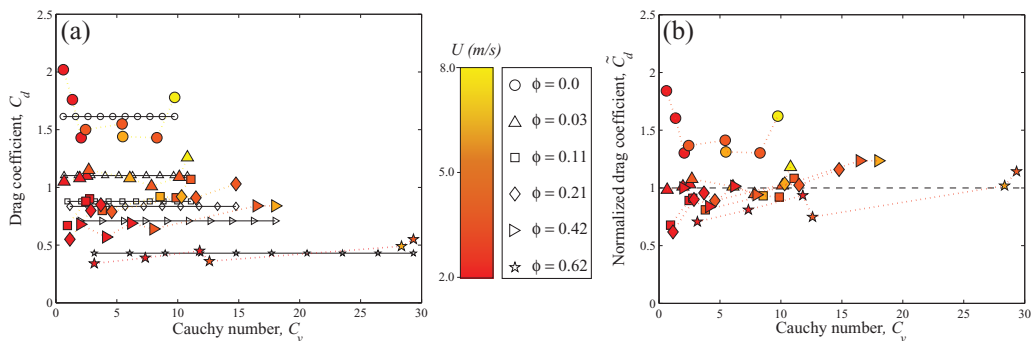 (a)
Drag coefficient, C_d
2.5
2
1.5
1
0.5
0
0 5 10 15 20 25 30
Cauchy number, C_y
U (m/s)
8.0
5.0
2.0
ϕ = 0.0
ϕ = 0.03
ϕ = 0.11
ϕ = 0.21
ϕ = 0.42
ϕ = 0.62
(b)
Normalized drag coefficient, C̃_d
2.5
2
1.5
1
0.5
0
0 5 10 15 20 25 30
Cauchy number, C_y